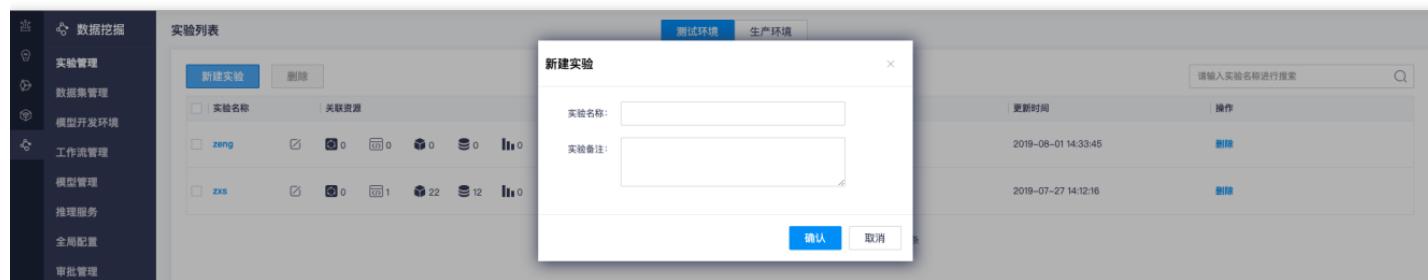 数据挖掘
实验列表
测试环境 生产环境
实验管理
数据集管理
模型开发环境
工作流管理
模型管理
推理服务
全局配置
审批管理
新建实验 删除
请输入实验名称进行搜索
实验名称 关联资源 更新时间 操作
zeng 0 0 0 0 0 2019-08-01 14:33:45 删除
zxs 0 1 22 12 0 2019-07-27 14:12:16 删除
新建实验
实验名称:
实验备注:
确认 取消